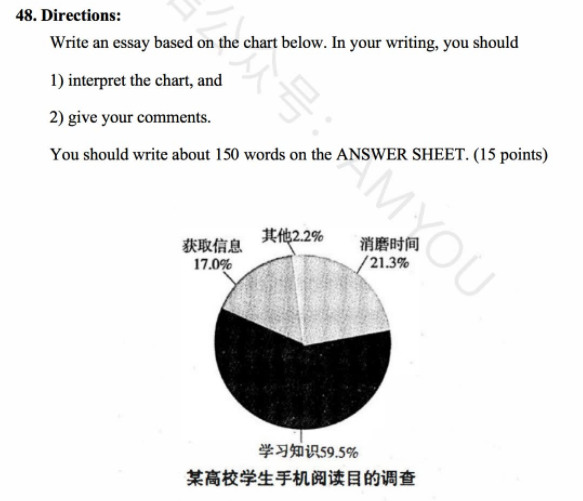 48. Directions:
Write an essay based on the chart below. In your writing, you should
1) interpret the chart, and
2) give your comments.
You should write about 150 words on the ANSWER SHEET. (15 points)
公众号：AMYOU
其他2.2%
获取信息
17.0%
消磨时间
21.3%
学习知识59.5%
某高校学生手机阅读目的调查